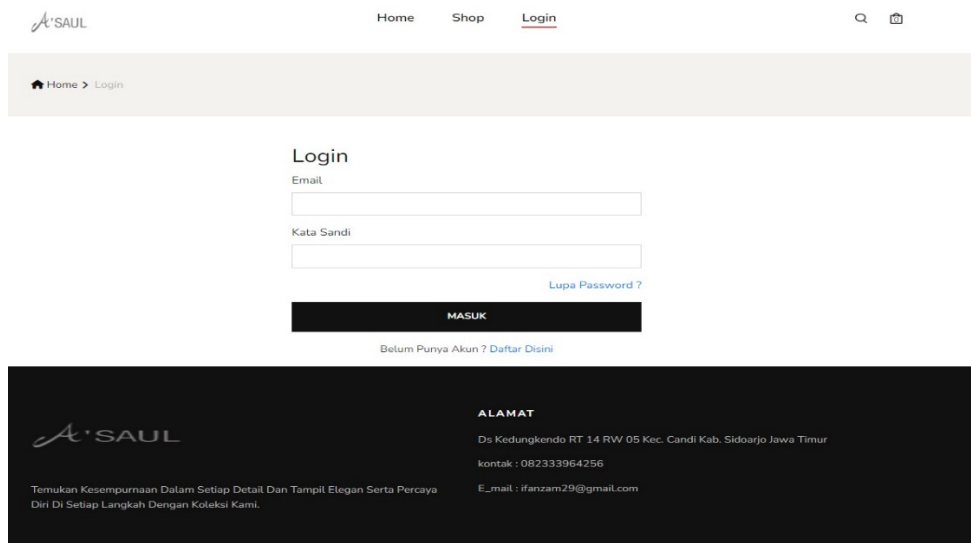 A'SAUL
Home Shop Login
0
Home > Login
Login
Email
Kata Sandi
Lupa Password ?
MASUK
Belum Punya Akun ? Daftar Disini
A'SAUL
Temukan Kesempurnaan Dalam Setiap Detail Dan Tampil Elegan Serta Percaya
Diri Di Setiap Langkah Dengan Koleksi Kami.
ALAMAT
Ds Kedungkendo RT 14 RW 05 Kec. Candi Kab. Sidoarjo Jawa Timur
kontak : 082333964256
E_mail : ifanzam29@gmail.com